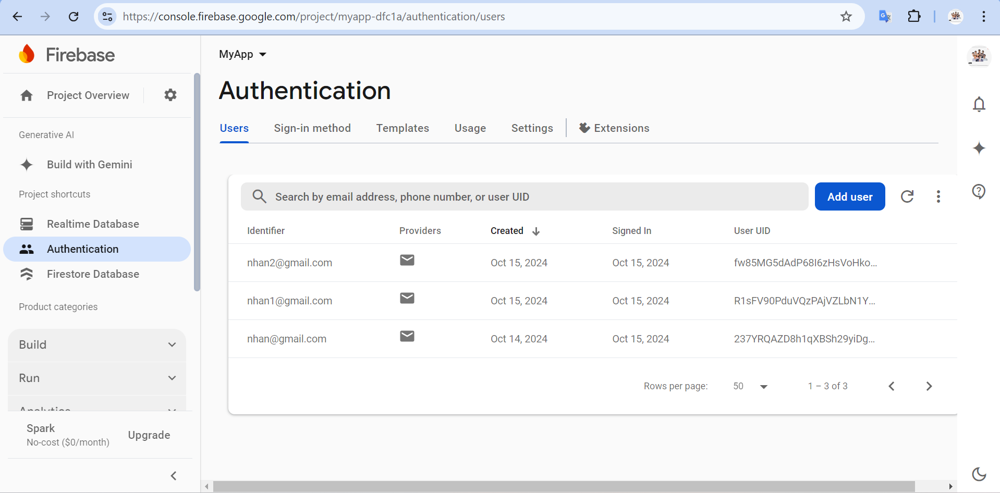 https://console.firebase.google.com/project/myapp-dfc1a/authentication/users
Firebase
MyApp
Project Overview
Authentication
Users Sign-in method Templates Usage Settings Extensions
Generative AI
Build with Gemini
Project shortcuts
Search by email address, phone number, or user UID Add user
Realtime Database
Identifier Providers Created Signed In User UID
Authentication
nhan2@gmail.com Oct 15, 2024 Oct 15, 2024 fw85MG5dAdP68I6zHsVoHko...
Firestore Database
nhan1@gmail.com Oct 15, 2024 Oct 15, 2024 R1sFV90PduVQzPAjVZLbN1Y...
Product categories
nhan@gmail.com Oct 14, 2024 Oct 15, 2024 237YRQAZD8h1qXBSh29yiDg...
Build
Run
Rows per page: 50 1 – 3 of 3
Analytics
Spark
No-cost ($0/month)
Upgrade